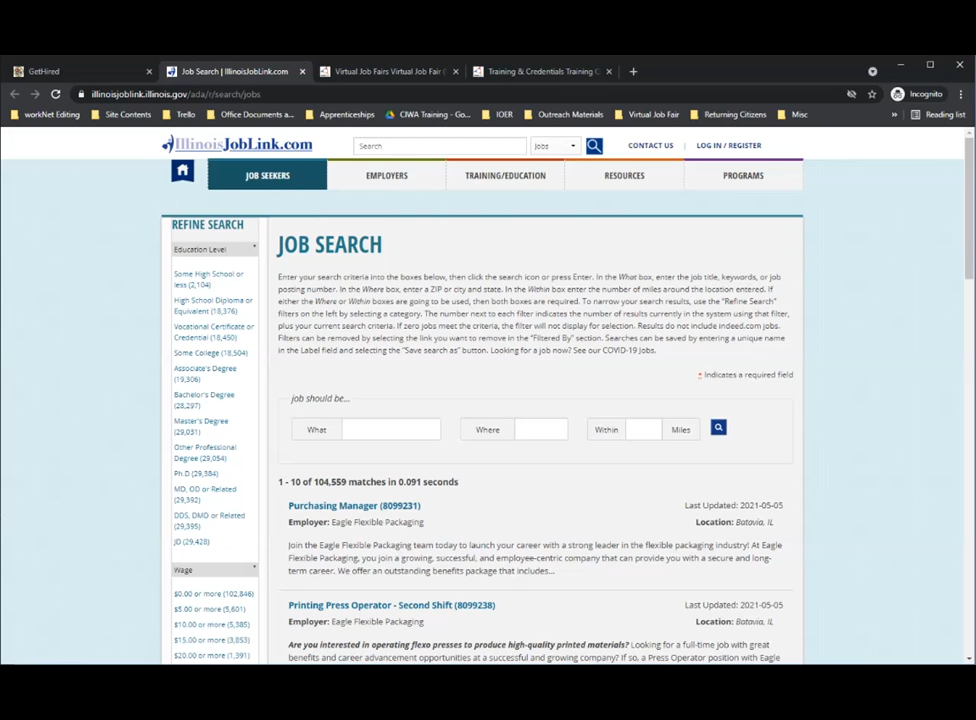 GetHired
Job Search | IllinoisJobLink.com
Virtual Job Fairs Virtual Job Fair (
Training & Credentials Training C
illinoisjoblink.illinois.gov/ada/r/search/jobs
Incognito
workNet Editing
Site Contents
Trello
Office Documents a...
Apprenticeships
CIWA Training - Go...
IOER
Outreach Materials
Virtual Job Fair
Returning Citizens
Misc
»
Reading list
IllinoisJobLink.com
Search
Jobs
CONTACT US
LOG IN / REGISTER
JOB SEEKERS
EMPLOYERS
TRAINING/EDUCATION
RESOURCES
PROGRAMS
REFINE SEARCH
Education Level
Some High School or
less (2,104)
High School Diploma or
Equivalent (18,376)
Vocational Certificate or
Credential (18,450)
Some College (18,504)
Associate's Degree
(19,306)
Bachelor's Degree
(28,297)
Master's Degree
(29,031)
Other Professional
Degree (29,054)
Ph.D (29,384)
MD, OD or Related
(29,392)
DDS, DMD or Related
(29,395)
JD (29,428)
Wage
$0.00 or more (102,846)
$5.00 or more (5,601)
$10.00 or more (5,385)
$15.00 or more (3,853)
$20.00 or more (1,391)
JOB SEARCH
Enter your search criteria into the boxes below, then click the search icon or press Enter. In the What box, enter the job title, keywords, or job
posting number. In the Where box, enter a ZIP or city and state. In the Within box enter the number of miles around the location entered. If
either the Where or Within boxes are going to be used, then both boxes are required. To narrow your search results, use the "Refine Search"
filters on the left by selecting a category. The number next to each filter indicates the number of results currently in the system using that filter,
plus your current search criteria. If zero jobs meet the criteria, the filter will not display for selection. Results do not include indeed.com jobs.
Filters can be removed by selecting the link you want to remove in the "Filtered By" section. Searches can be saved by entering a unique name
in the Label field and selecting the "Save search as" button. Looking for a job now? See our COVID-19 Jobs.
* Indicates a required field
job should be...
What
Where
Within
Miles
1 - 10 of 104,559 matches in 0.091 seconds
Purchasing Manager (8099231)
Last Updated: 2021-05-05
Employer: Eagle Flexible Packaging
Location: Batavia, IL
Join the Eagle Flexible Packaging team today to launch your career with a strong leader in the flexible packaging industry! At Eagle
Flexible Packaging, you join a growing, successful, and employee-centric company that can provide you with a secure and long-
term career. We offer an outstanding benefits package that includes...
Printing Press Operator - Second Shift (8099238)
Last Updated: 2021-05-05
Employer: Eagle Flexible Packaging
Location: Batavia, IL
Are you interested in operating flexo presses to produce high-quality printed materials? Looking for a full-time job with great
benefits and career advancement opportunities at a successful and growing company? If so, a Press Operator position with Eagle